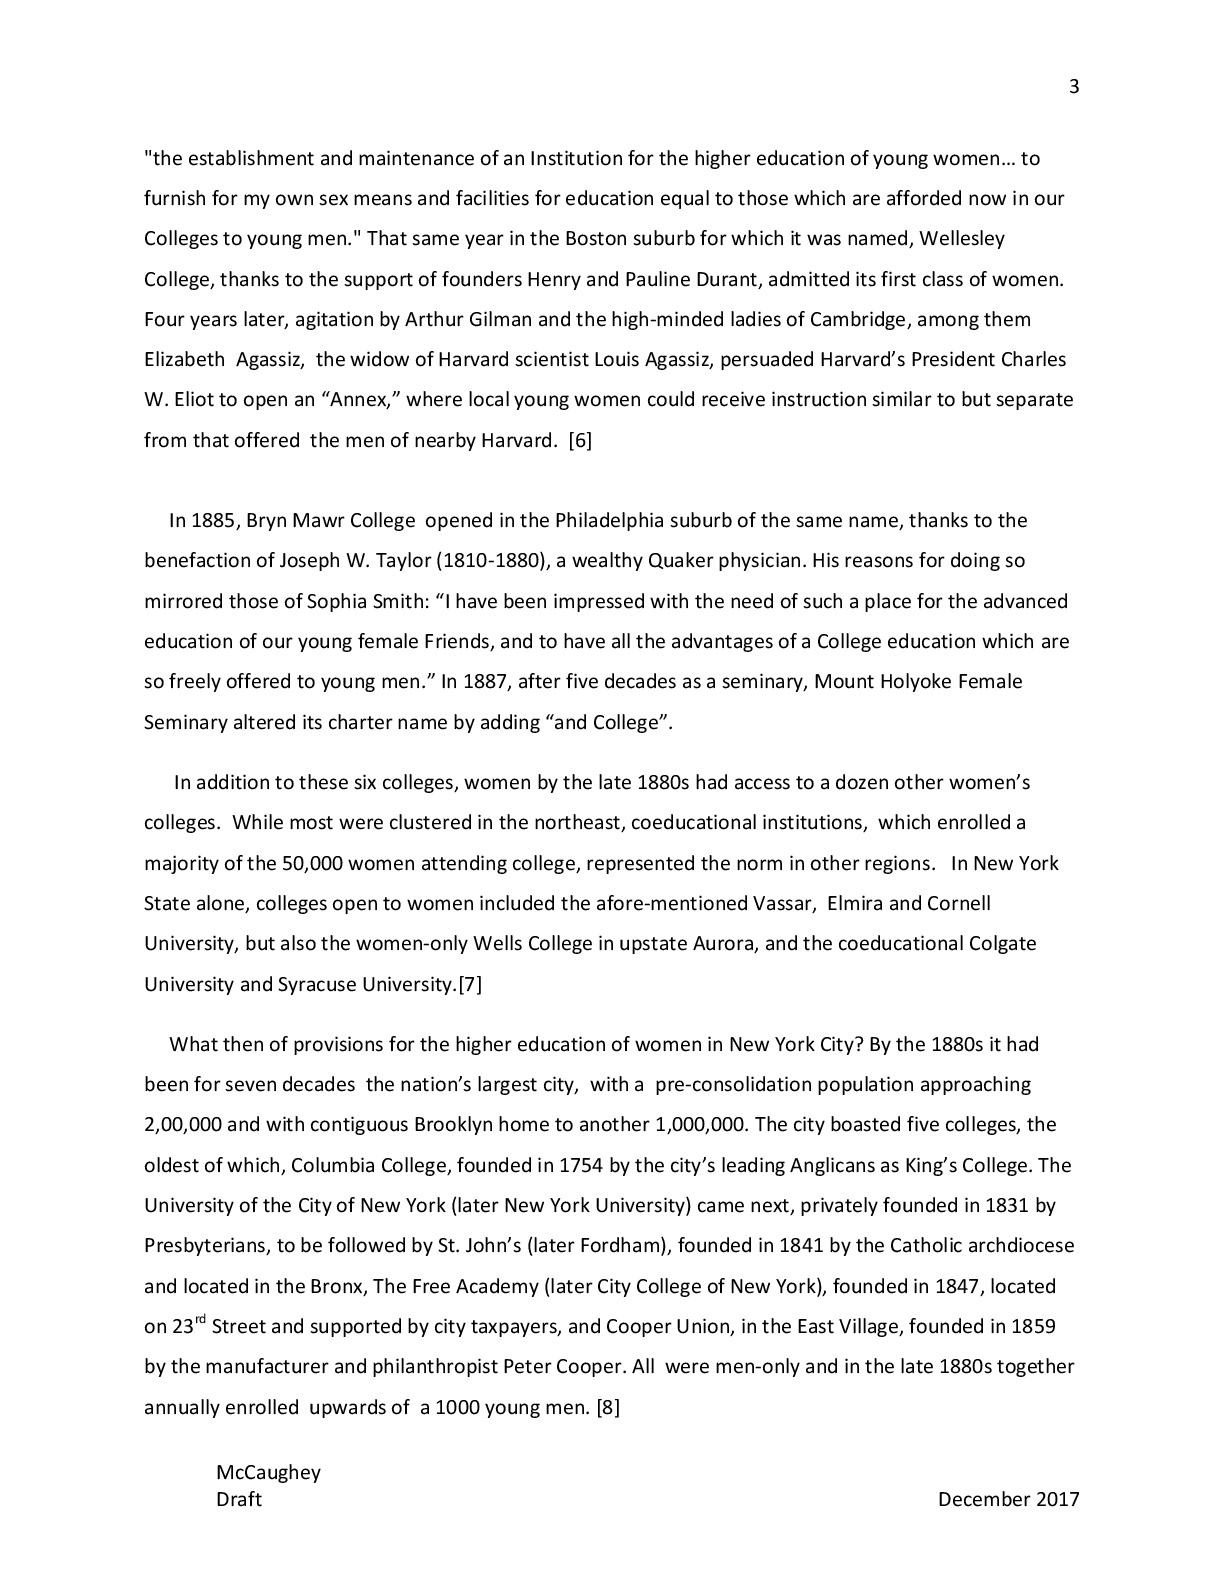 3
"the establishment and maintenance of an Institution for the higher education of young women… to
furnish for my own sex means and facilities for education equal to those which are afforded now in our
Colleges to young men." That same year in the Boston suburb for which it was named, Wellesley
College, thanks to the support of founders Henry and Pauline Durant, admitted its first class of women.
Four years later, agitation by Arthur Gilman and the high-minded ladies of Cambridge, among them
Elizabeth  Agassiz,  the widow of Harvard scientist Louis Agassiz, persuaded Harvard’s President Charles
W. Eliot to open an “Annex,” where local young women could receive instruction similar to but separate
from that offered  the men of nearby Harvard.  [6]
In 1885, Bryn Mawr College  opened in the Philadelphia suburb of the same name, thanks to the
benefaction of Joseph W. Taylor (1810-1880), a wealthy Quaker physician. His reasons for doing so
mirrored those of Sophia Smith: “I have been impressed with the need of such a place for the advanced
education of our young female Friends, and to have all the advantages of a College education which are
so freely offered to young men.” In 1887, after five decades as a seminary, Mount Holyoke Female
Seminary altered its charter name by adding “and College”.
In addition to these six colleges, women by the late 1880s had access to a dozen other women’s
colleges.  While most were clustered in the northeast, coeducational institutions,  which enrolled a
majority of the 50,000 women attending college, represented the norm in other regions.   In New York
State alone, colleges open to women included the afore-mentioned Vassar,  Elmira and Cornell
University, but also the women-only Wells College in upstate Aurora, and the coeducational Colgate
University and Syracuse University.[7]
What then of provisions for the higher education of women in New York City? By the 1880s it had
been for seven decades  the nation’s largest city,  with a  pre-consolidation population approaching
2,00,000 and with contiguous Brooklyn home to another 1,000,000. The city boasted five colleges, the
oldest of which, Columbia College, founded in 1754 by the city’s leading Anglicans as King’s College. The
University of the City of New York (later New York University) came next, privately founded in 1831 by
Presbyterians, to be followed by St. John’s (later Fordham), founded in 1841 by the Catholic archdiocese
and located in the Bronx, The Free Academy (later City College of New York), founded in 1847, located
on 23rd Street and supported by city taxpayers, and Cooper Union, in the East Village, founded in 1859
by the manufacturer and philanthropist Peter Cooper. All  were men-only and in the late 1880s together
annually enrolled  upwards of  a 1000 young men. [8]
McCaughey
Draft December 2017